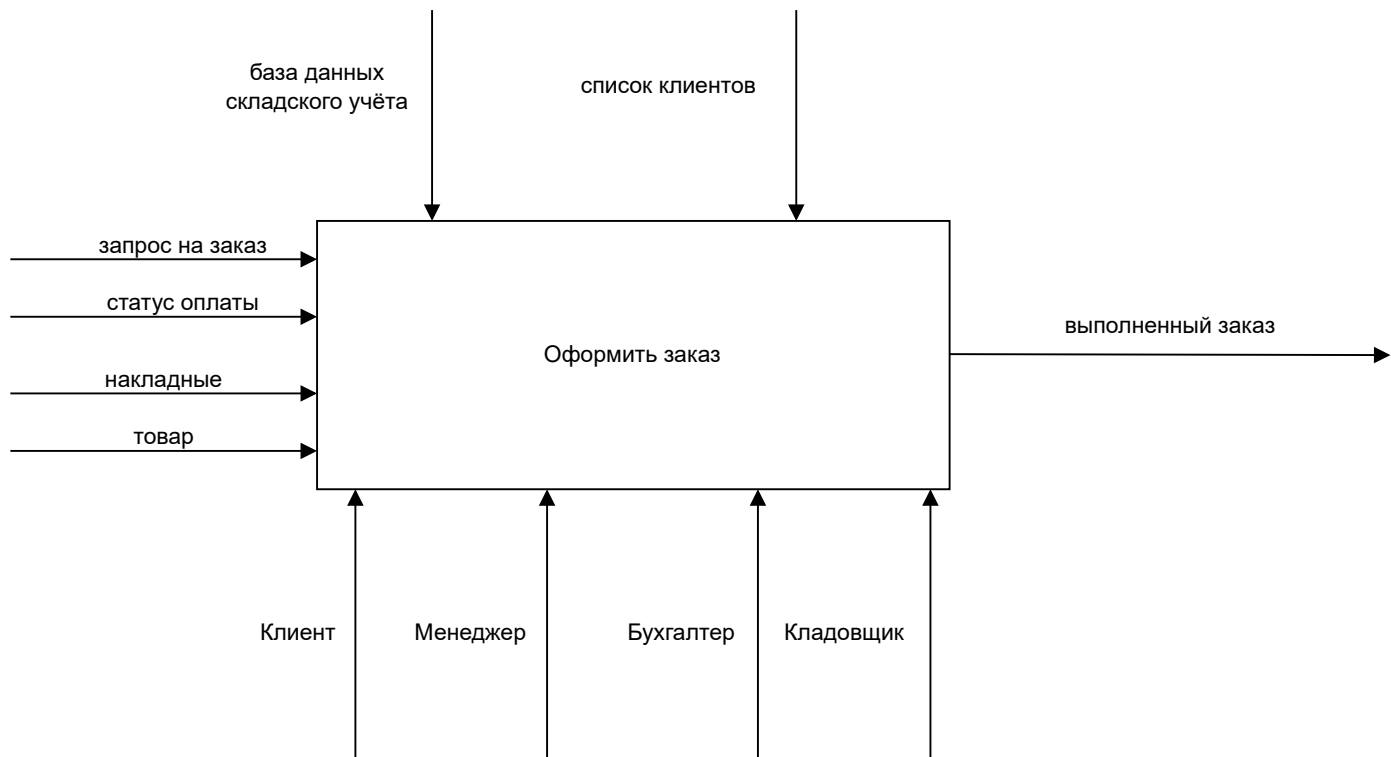 база данных
складского учёта
список клиентов
запрос на заказ
статус оплаты
накладные
товар
Оформить заказ
выполненный заказ
Клиент
Менеджер
Бухгалтер
Кладовщик